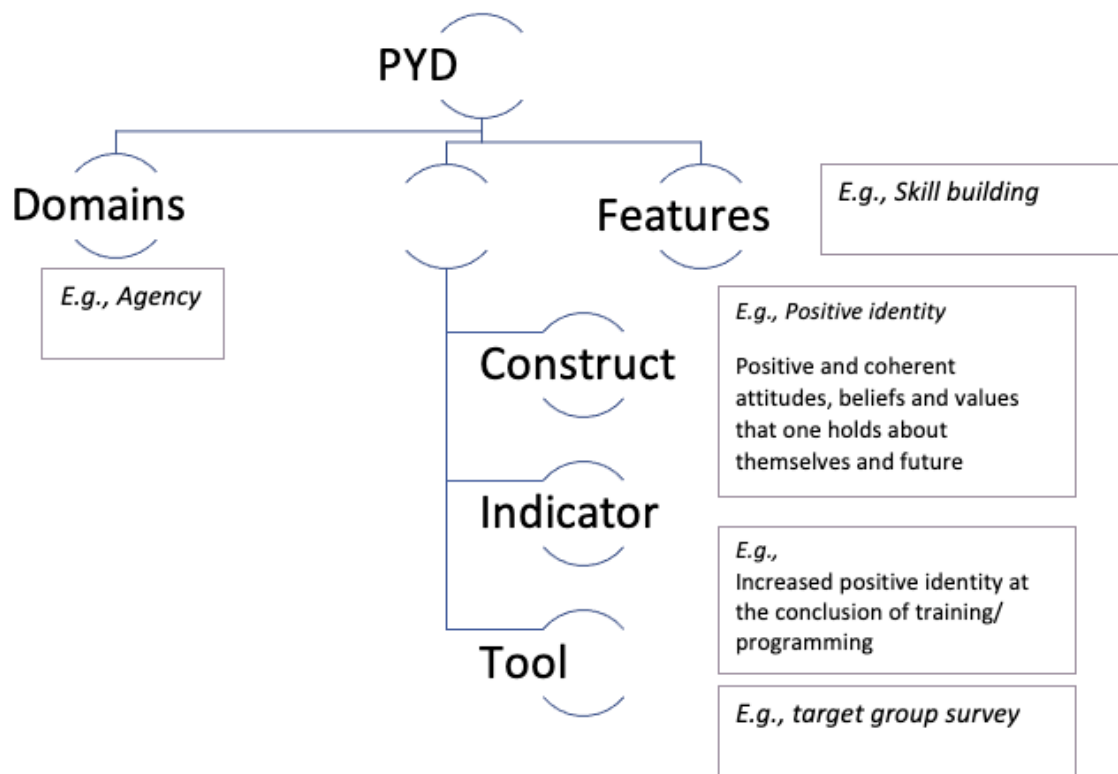 PYD
Domains
Features
E.g., Skill building
E.g., Agency
Construct
E.g., Positive identity
Positive and coherent
attitudes, beliefs and values
that one holds about
themselves and future
Indicator
E.g.,
Increased positive identity at
the conclusion of training/
programming
Tool
E.g., target group survey